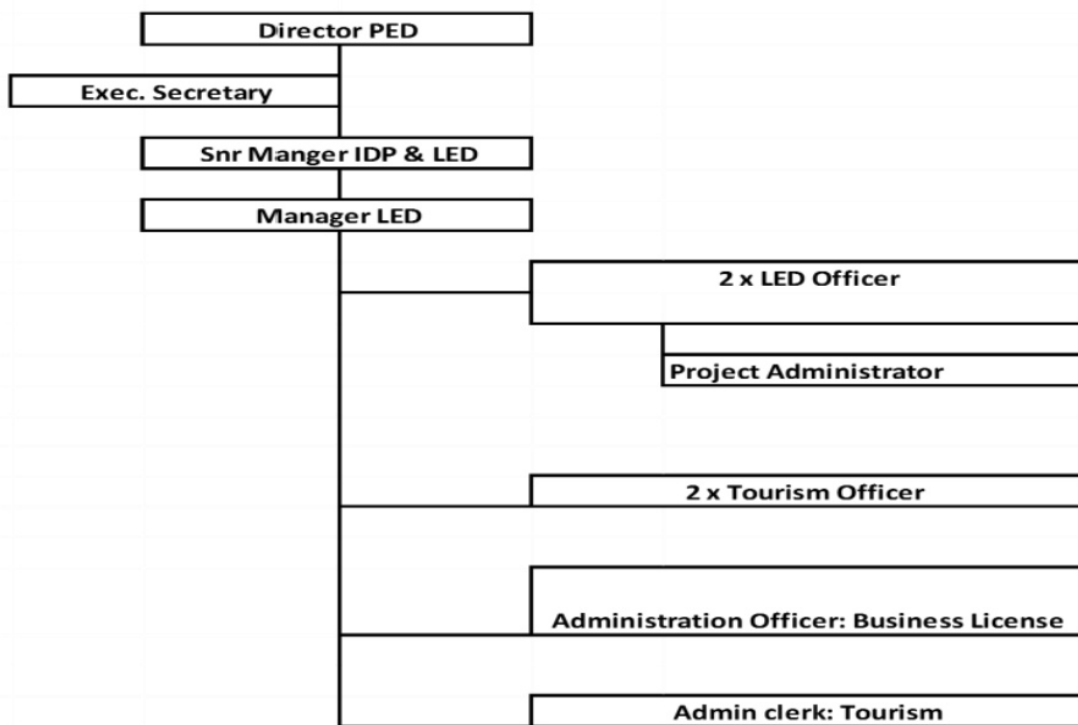 Director PED
Exec. Secretary
Snr Manger IDP & LED
Manager LED
2 x LED Officer
Project Administrator
2 x Tourism Officer
Administration Officer: Business License
Admin clerk: Tourism